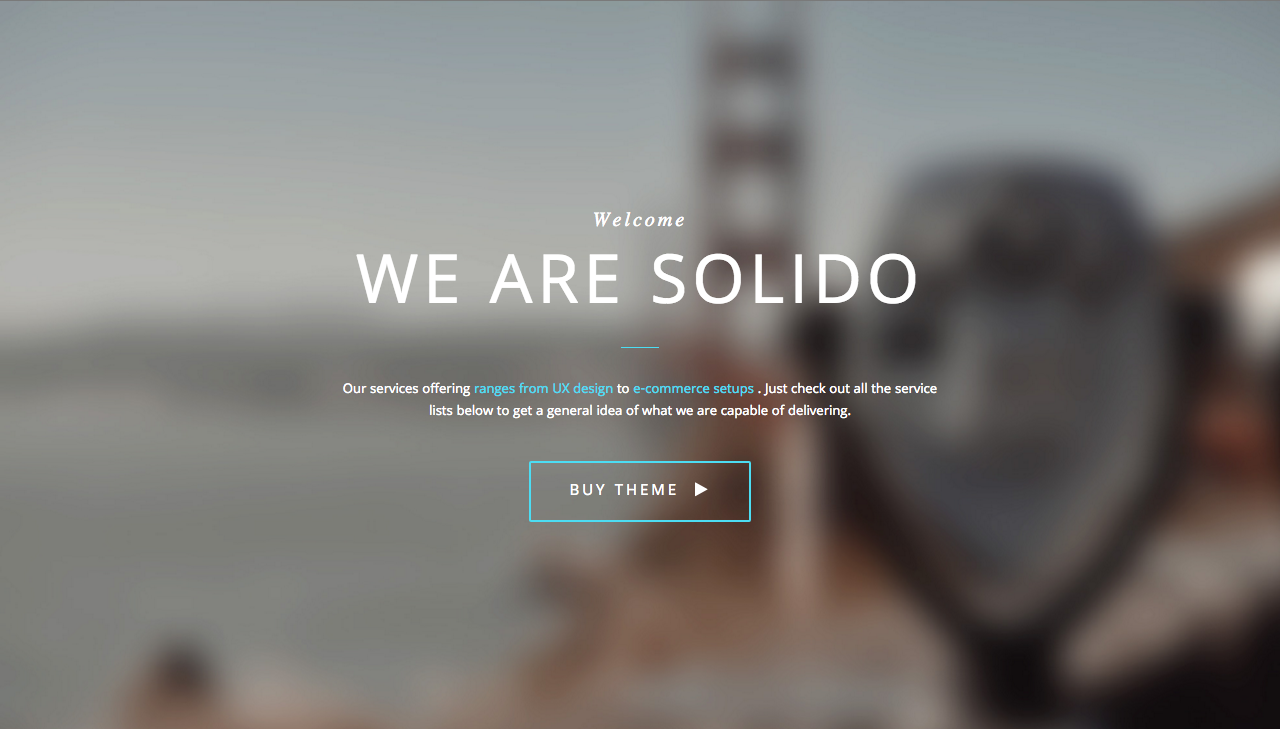 Welcome
WE ARE SOLIDO
Our services offering ranges from UX design to e-commerce setups . Just check out all the service
lists below to get a general idea of what we are capable of delivering.
BUY THEME